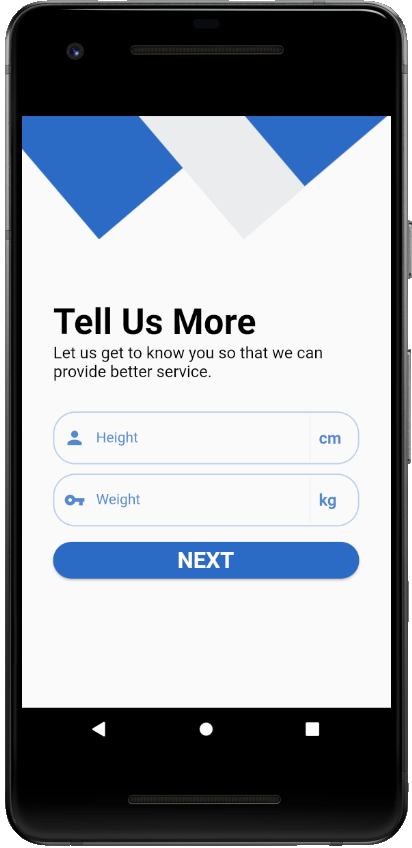 Tell Us More
Let us get to know you so that we can
provide better service.
Height
cm
Weight
kg
NEXT